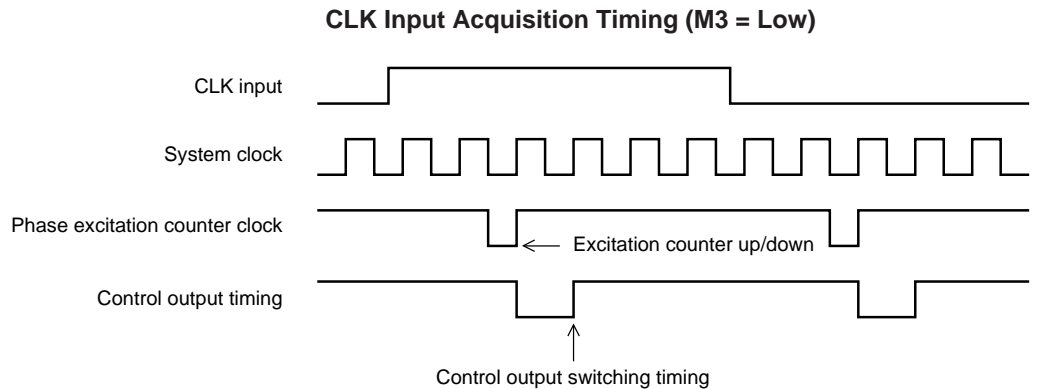 CLK Input Acquisition Timing (M3 = Low)
CLK input
System clock
Phase excitation counter clock
Excitation counter up/down
Control output timing
Control output switching timing